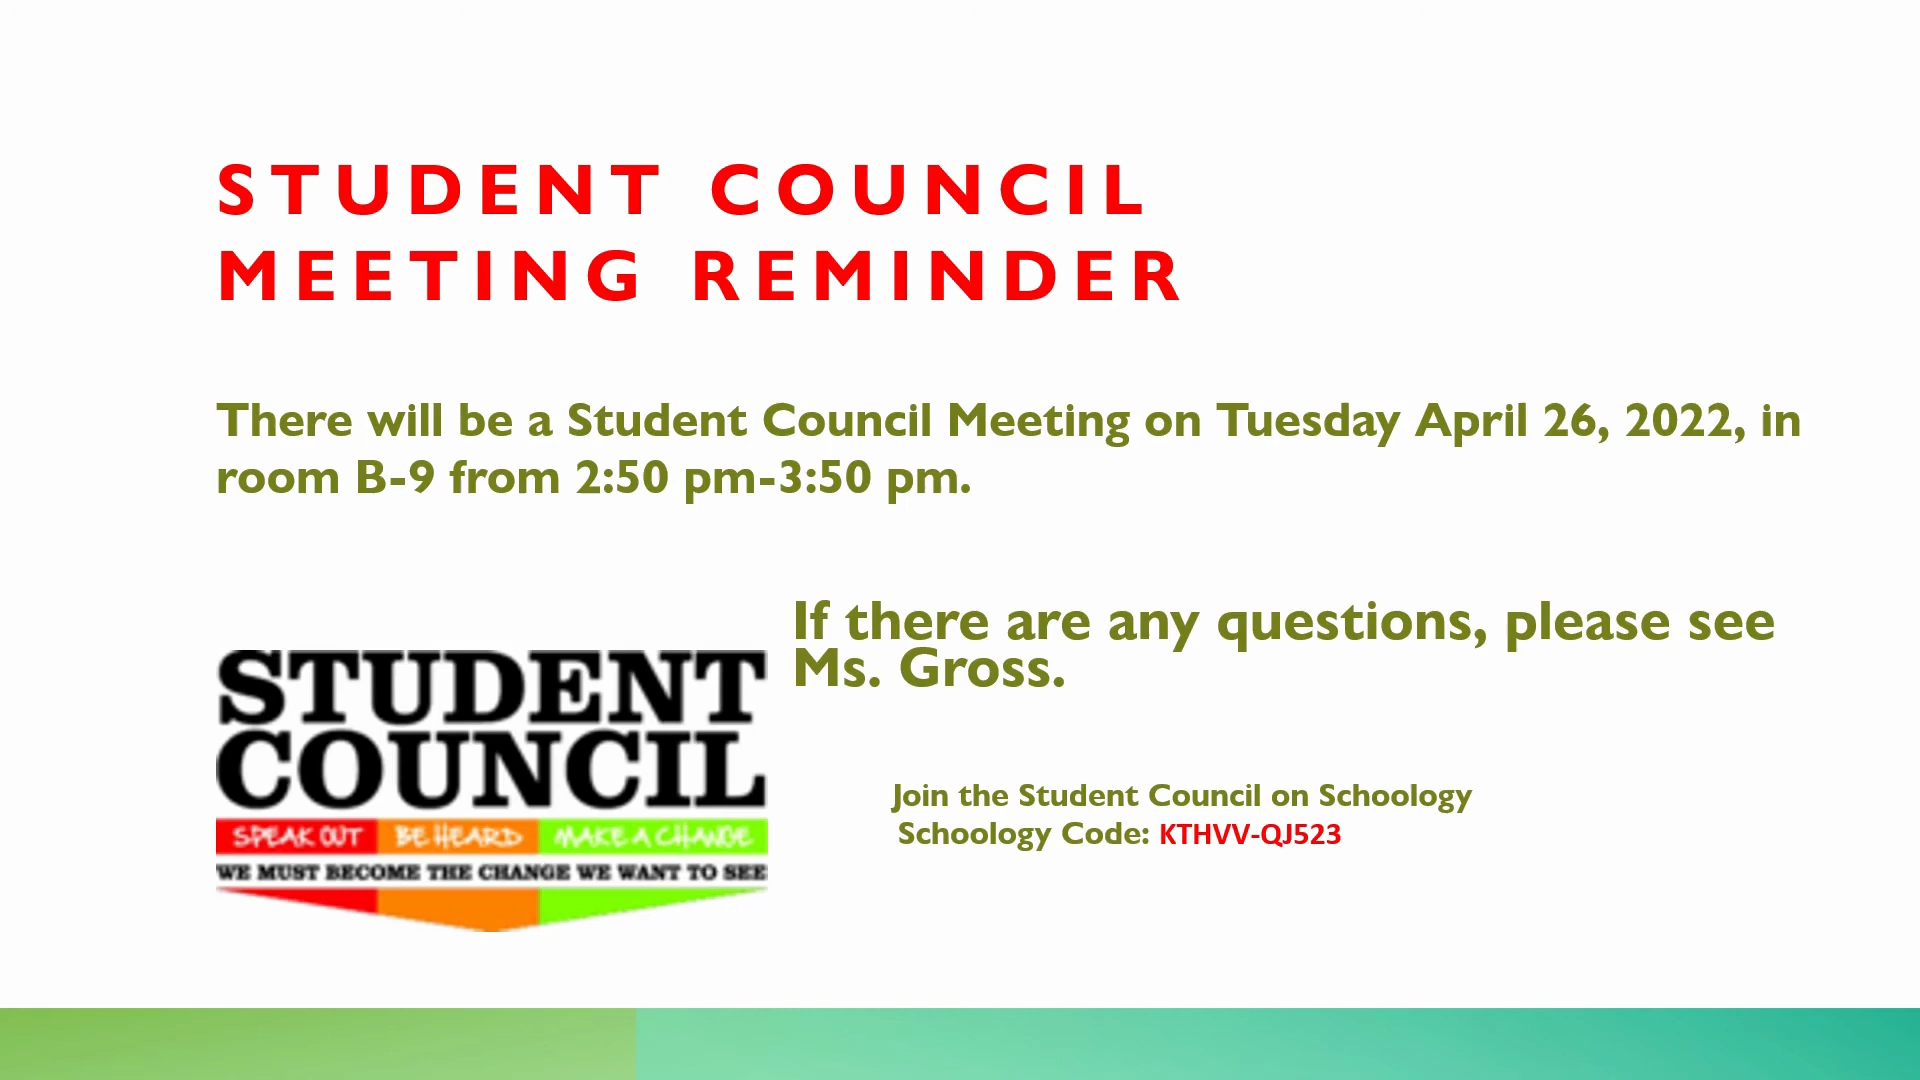 STUDENT COUNCIL
MEETING REMINDER
There will be a Student Council Meeting on Tuesday April 26, 2022, in
room B-9 from 2:50 pm-3:50 pm.
If there are any questions, please see
Ms. Gross.
STUDENT
COUNCIL
SPEAK OUT BE HEARD MAKE A CHANGE
WE MUST BECOME THE CHANGE WE WANT TO SEE
Join the Student Council on Schoology
Schoology Code: KTHVV-QJ523